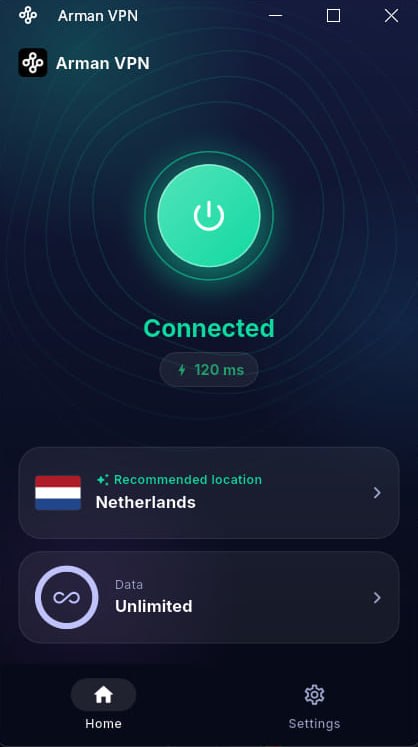 Arman VPN
Arman VPN
Connected
120 ms
Recommended location
Netherlands
Data
Unlimited
Home
Settings